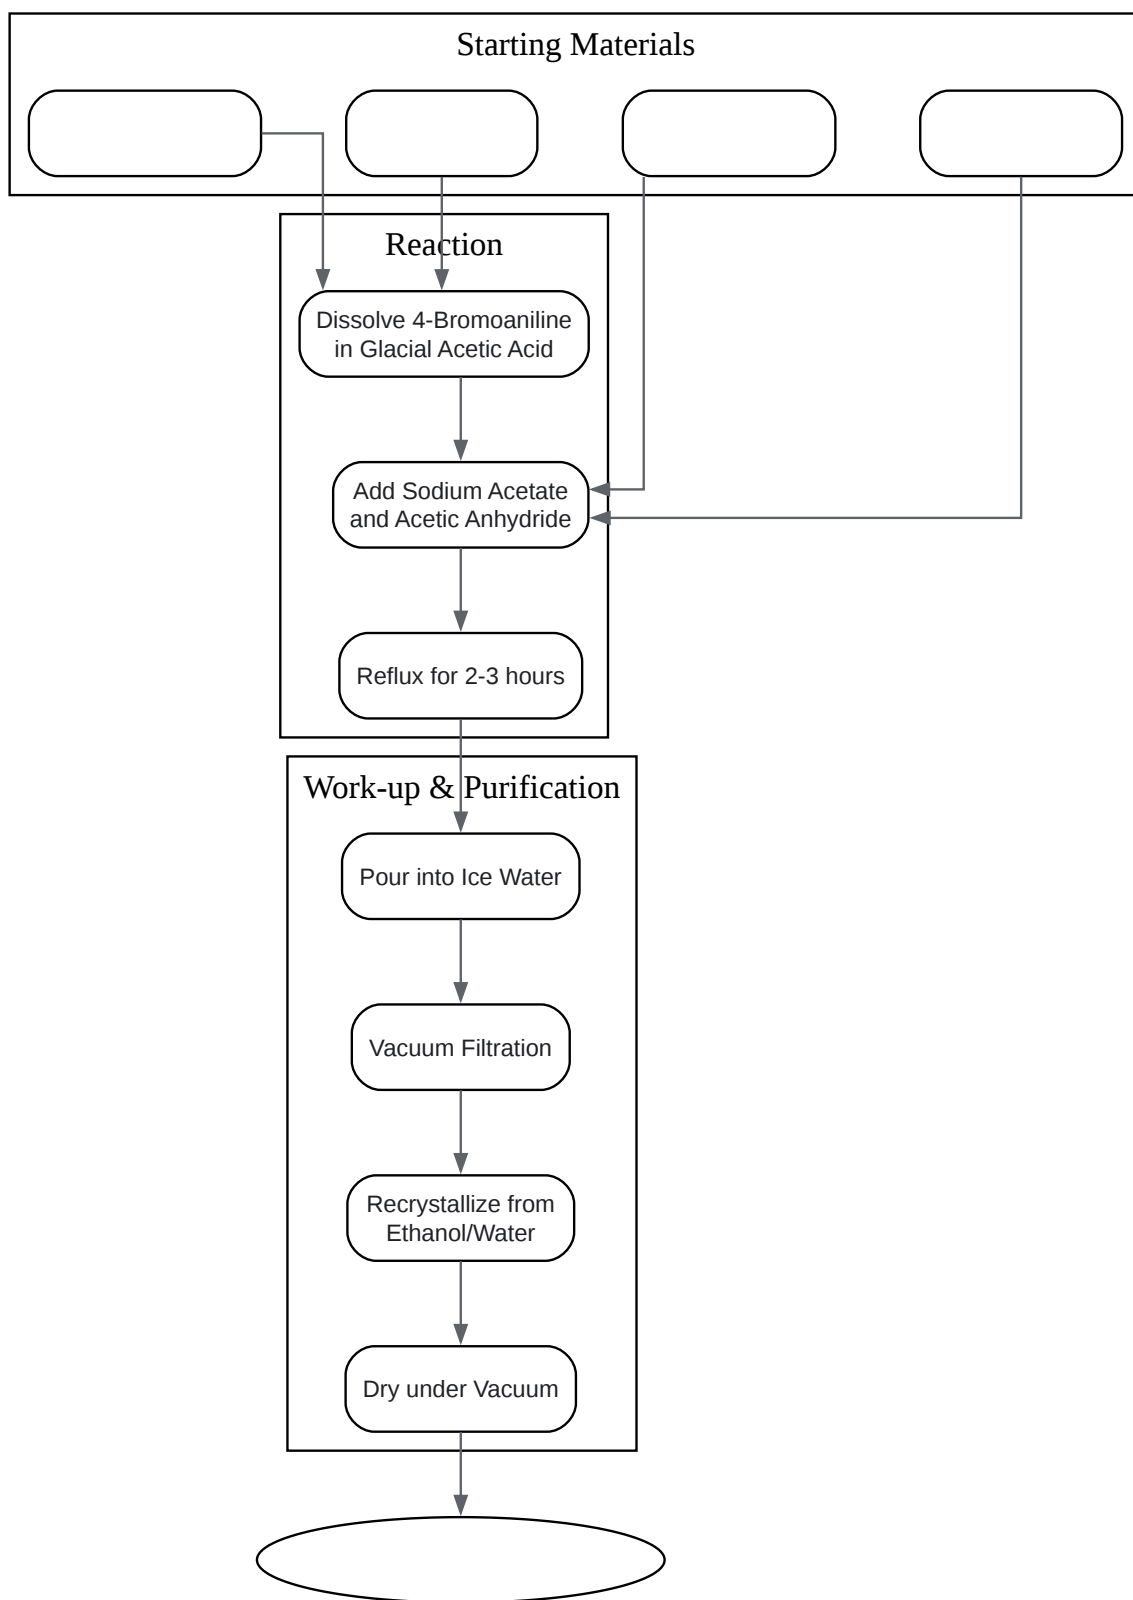 Starting Materials
Reaction
Dissolve 4-Bromoaniline
in Glacial Acetic Acid
Add Sodium Acetate
and Acetic Anhydride
Reflux for 2-3 hours
Work-up & Purification
Pour into Ice Water
Vacuum Filtration
Recrystallize from
Ethanol/Water
Dry under Vacuum